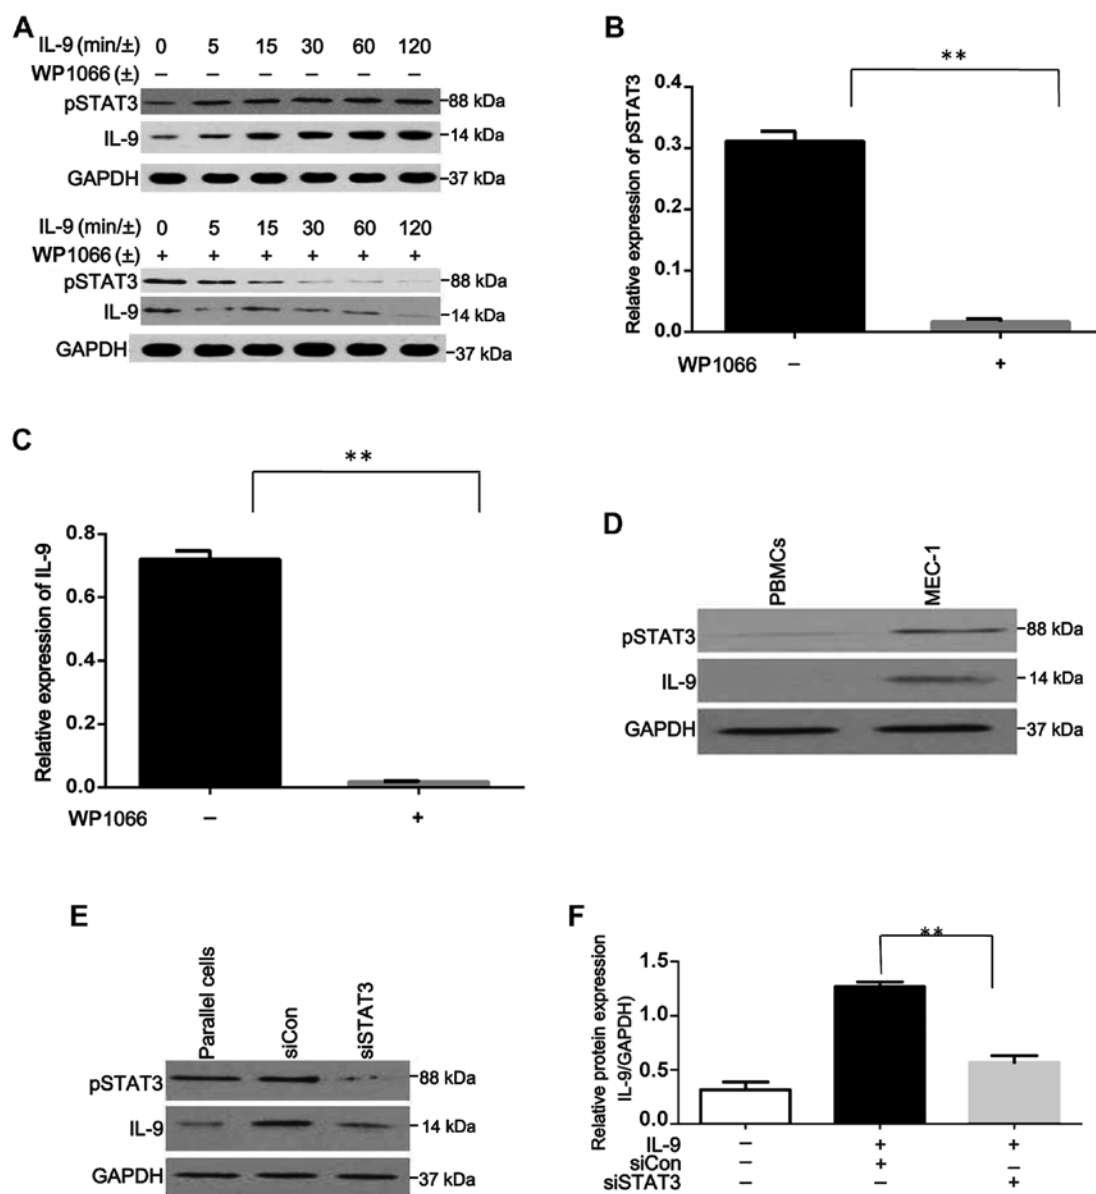 A
IL-9 (min/±) 0 5 15 30 60 120
WP1066 (±) – – – – – –
pSTAT3 88 kDa
IL-9 14 kDa
GAPDH 37 kDa
IL-9 (min/±) 0 5 15 30 60 120
WP1066 (±) + + + + + +
pSTAT3 88 kDa
IL-9 14 kDa
GAPDH 37 kDa
B
**
Relative expression of pSTAT3
0.4
0.3
0.2
0.1
0.0
WP1066 – +
C
**
Relative expression of IL-9
0.8
0.6
0.4
0.2
0.0
WP1066 – +
D
PBMCs MEC-1
pSTAT3 88 kDa
IL-9 14 kDa
GAPDH 37 kDa
E
Parallel cells siCon siSTAT3
pSTAT3 88 kDa
IL-9 14 kDa
GAPDH 37 kDa
F
**
Relative protein expression
IL-9/GAPDH)
1.5
1.0
0.5
0.0
– + + IL-9
– + – siCon
– – + siSTAT3